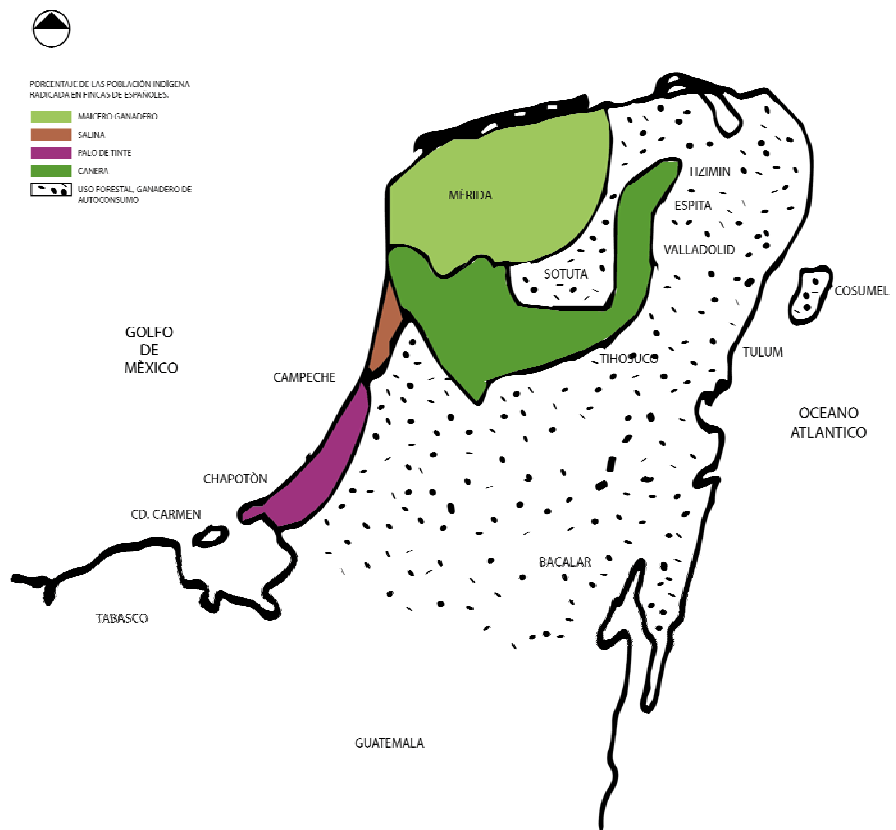 PORCENTAJE DE LAS POBLACIÓN INDÍGENA
RADICADA EN FINCAS DE ESPAÑOLES.
MAICERO GANADERO
SALINA
PALO DE TINTE
CAÑERA
USO FORESTAL, GANADERO DE
AUTOCONSUMO
MÉRIDA
TIZIMIN
ESPITA
VALLADOLID
SOTUTA
COSUMEL
GOLFO
DE
MÈXICO
TIHOSUCO
TULUM
CAMPECHE
OCEANO
ATLANTICO
CHAPOTÒN
CD. CARMEN
BACALAR
TABASCO
GUATEMALA